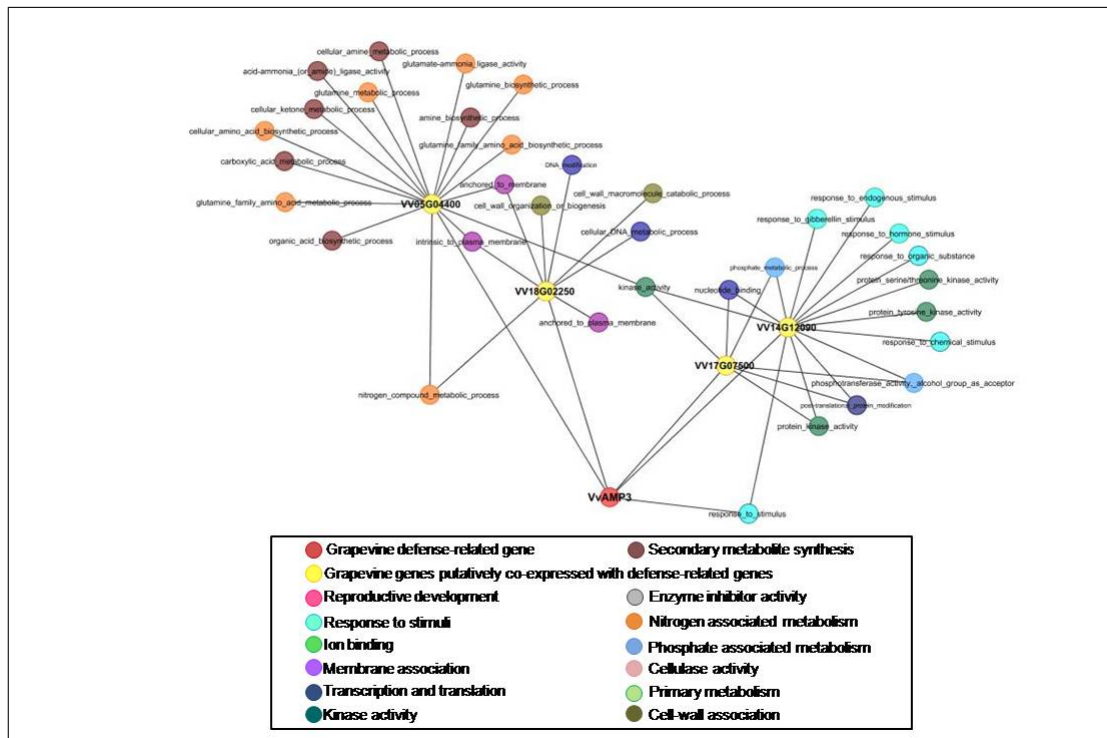 cellular_amine_metabolic_process
acid-ammonia_(or_amide)_ligase_activity
glutamate-ammonia_ligase_activity
glutamine_metabolic_process
glutamine_biosynthetic_process
cellular_ketone_metabolic_process
amine_biosynthetic_process
cellular_amino_acid_biosynthetic_process
glutamine_family_amino_acid_biosynthetic_process
carboxylic_acid_metabolic_process
DNA_modification
anchored_to_membrane
cell_wall_macromolecule_catabolic_process
glutamine_family_amino_acid_metabolic_process
VV05G04400
cell_wall_organization_or_biogenesis
cellular_DNA_metabolic_process
organic_acid_biosynthetic_process
intrinsic_to_plasma_membrane
response_to_endogenous_stimulus
response_to_gibberellin_stimulus
response_to_hormone_stimulus
response_to_organic_substance
phosphate_metabolic_process
protein_serine/threonine_kinase_activity
kinase_activity
nucleotide_binding
VV18G02250
protein_tyrosine_kinase_activity
anchored_to_plasma_membrane
VV14G12090
response_to_chemical_stimulus
VV17G07500
phosphotransferase_activity,_alcohol_group_as_acceptor
nitrogen_compound_metabolic_process
post-translational_protein_modification
protein_kinase_activity
VvAMP3
response_to_stimulus
Grapevine defense-related gene
Secondary metabolite synthesis
Grapevine genes putatively co-expressed with defense-related genes
Reproductive development
Enzyme inhibitor activity
Response to stimuli
Nitrogen associated metabolism
Ion binding
Phosphate associated metabolism
Membrane association
Cellulase activity
Transcription and translation
Primary metabolism
Kinase activity
Cell-wall association